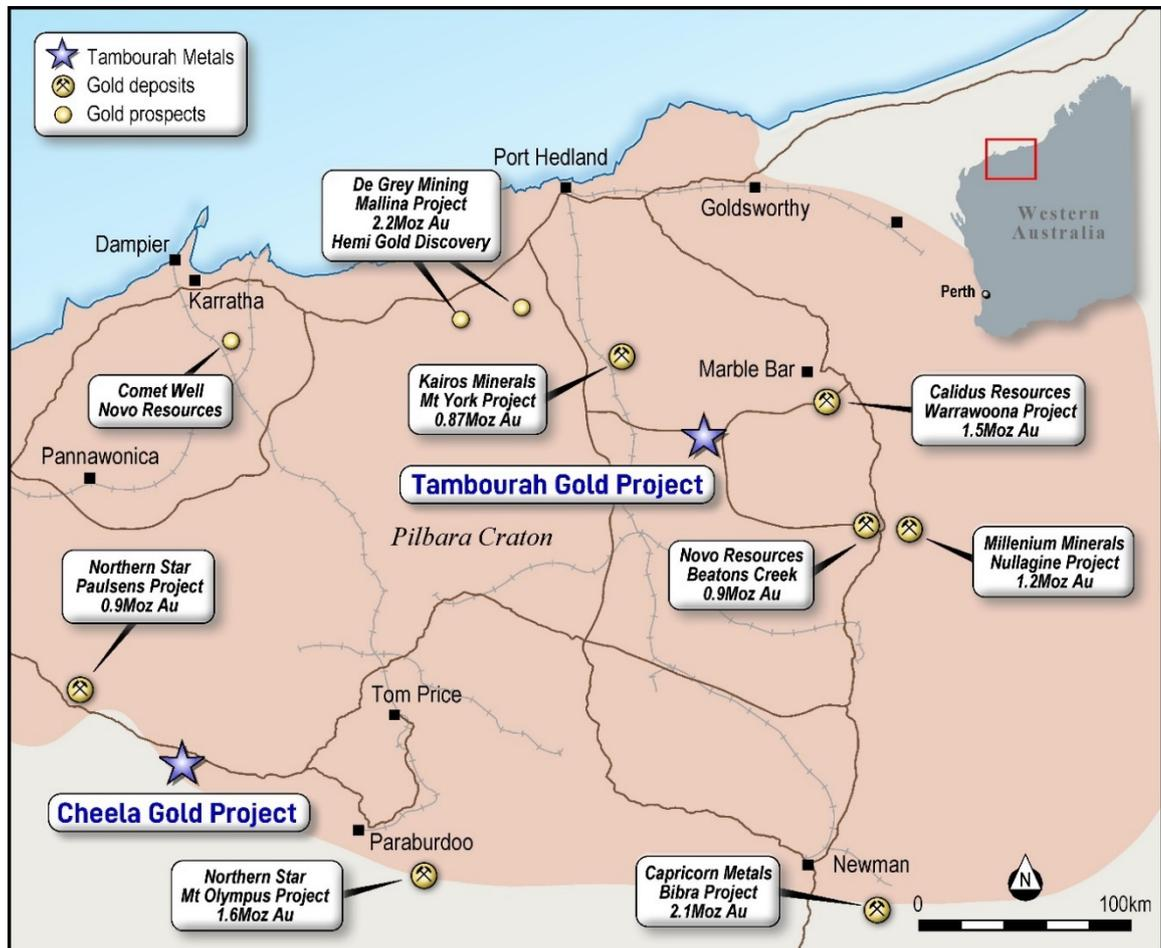 Tambourah Metals
Gold deposits
Gold prospects
Port Hedland
De Grey Mining
Mallina Project
2.2Moz Au
Hemi Gold Discovery
Goldsworthy
Western
Australia
Perth
Dampier
Karratha
Comet Well
Novo Resources
Kairos Minerals
Mt York Project
0.87Moz Au
Marble Bar
Calidus Resources
Warrawoona Project
1.5Moz Au
Pannawonica
Tambourah Gold Project
Pilbara Craton
Northern Star
Paulsens Project
0.9Moz Au
Novo Resources
Beatons Creek
0.9Moz Au
Millenium Minerals
Nullagine Project
1.2Moz Au
Tom Price
Cheela Gold Project
Paraburdoo
Northern Star
Mt Olympus Project
1.6Moz Au
Capricorn Metals
Bibra Project
2.1Moz Au
Newman
N
0 100km